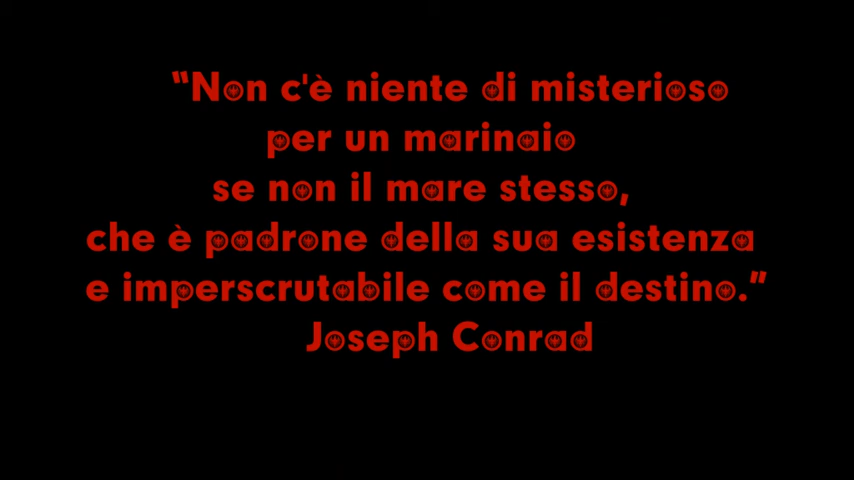 “Non c'è niente di misterioso
per un marinaio
se non il mare stesso,
che è padrone della sua esistenza
e imperscrutabile come il destino.”
Joseph Conrad